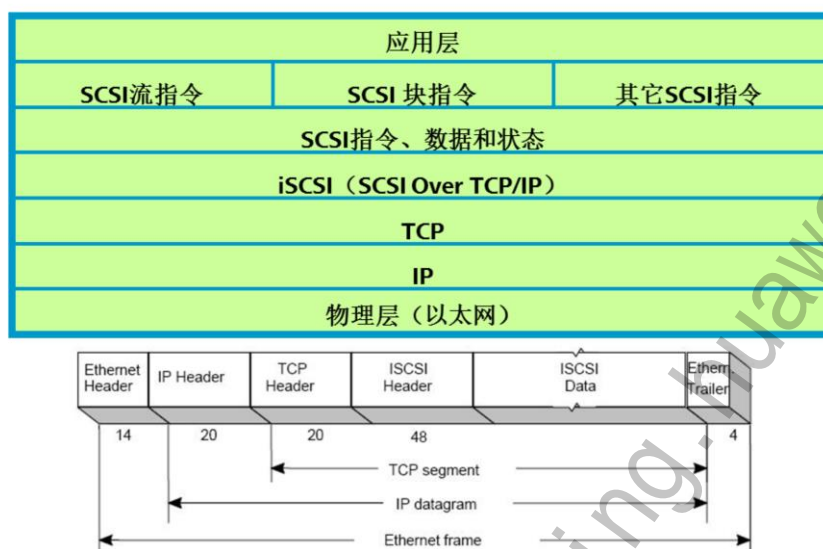 应用层
SCSI流指令 SCSI 块指令 其它SCSI指令
SCSI指令、数据和状态
iSCSI（SCSI Over TCP/IP）
TCP
IP
物理层（以太网）
Ethernet Header IP Header TCP Header ISCSI Header ISCSI Data Trailer
14 20 20 48 4
TCP segment
IP datagram
Ethernet frame